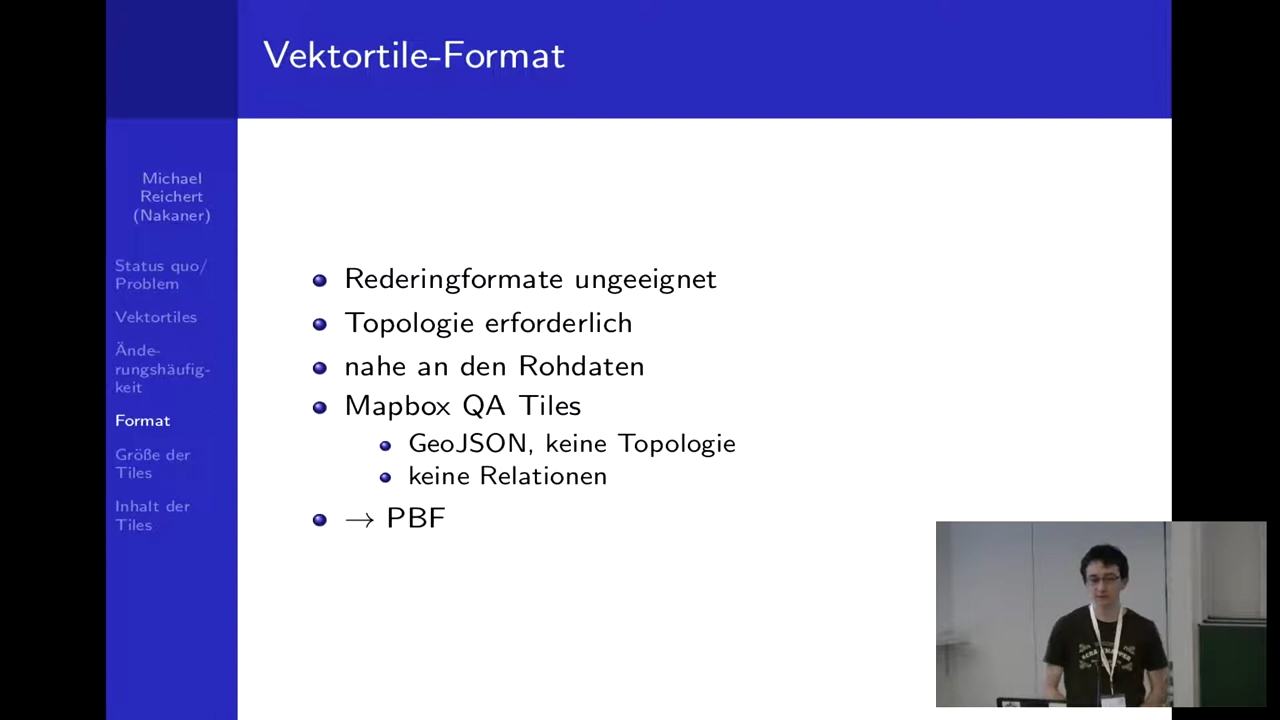 Vektortile-Format
Michael
Reichert
(Nakaner)
Status quo/
Problem
Vektortiles
Ände-
rungshäufig-
keit
Format
Größe der
Tiles
Inhalt der
Tiles
Rederingformate ungeeignet
Topologie erforderlich
nahe an den Rohdaten
Mapbox QA Tiles
GeoJSON, keine Topologie
keine Relationen
→ PBF